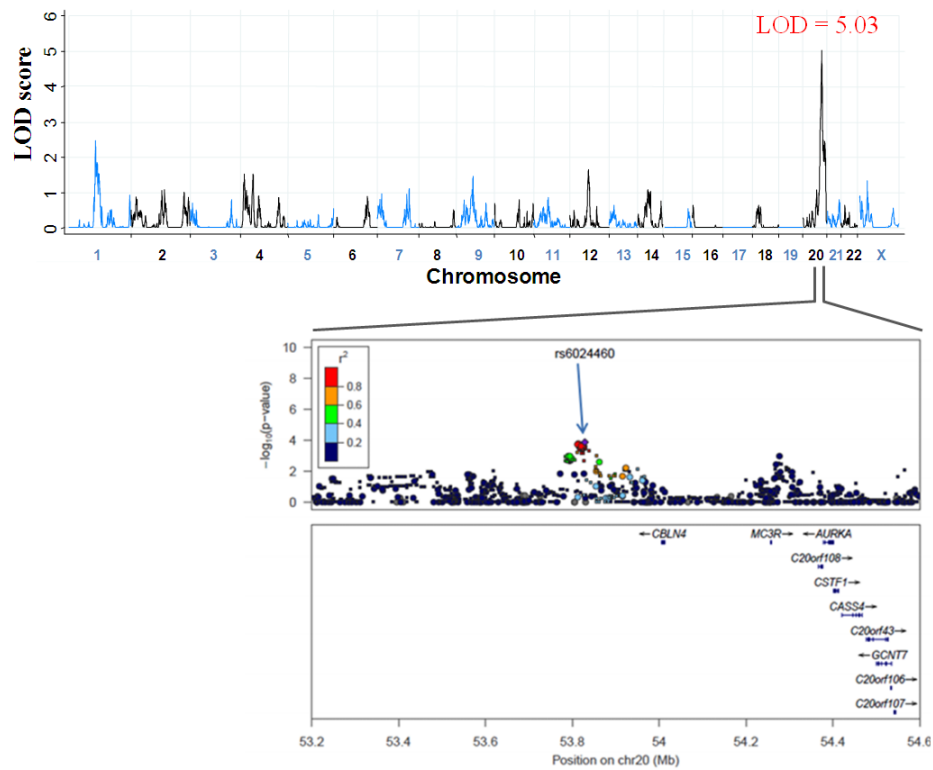 LOD = 5.03
LOD score
6
5
4
3
2
1
0
1 2 3 4 5 6 7 8 9 10 11 12 13 14 15 16 17 18 19 20 21 22 X
Chromosome
rs6024460
r2
0.8
0.6
0.4
0.2
−log10(p−value)
10
8
6
4
2
0
CBLN4
MC3R
AURKA
C20orf108
CSTF1
CASS4
C20orf43
GCNT7
C20orf106
C20orf107
53.2 53.4 53.6 53.8 54 54.2 54.4 54.6
Position on chr20 (Mb)